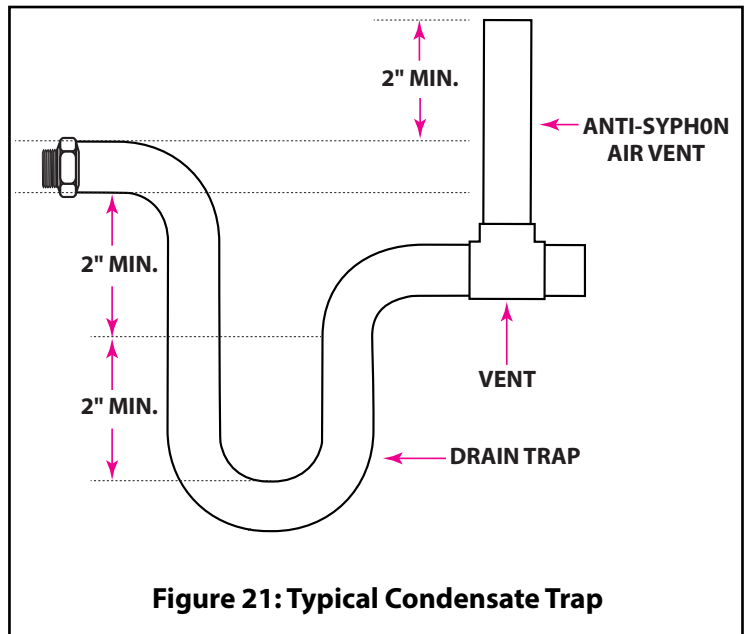 2" MIN.
ANTI-SYPH0N
AIR VENT
2" MIN.
VENT
2" MIN.
DRAIN TRAP
Figure 21: Typical Condensate Trap